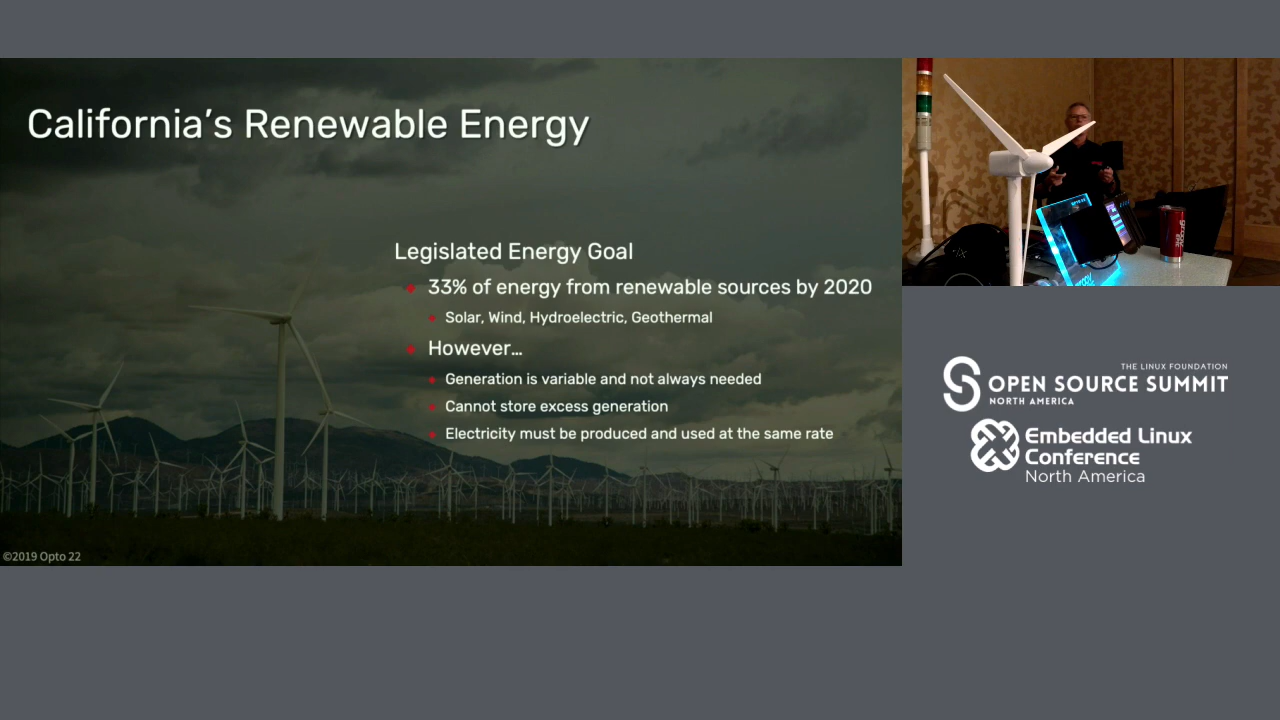 California's Renewable Energy
Legislated Energy Goal
33% of energy from renewable sources by 2020
Solar, Wind, Hydroelectric, Geothermal
However...
Generation is variable and not always needed
Cannot store excess generation
Electricity must be produced and used at the same rate
©2019 Opto 22
THE LINUX FOUNDATION
OPEN SOURCE SUMMIT
NORTH AMERICA
Embedded Linux
Conference
North America